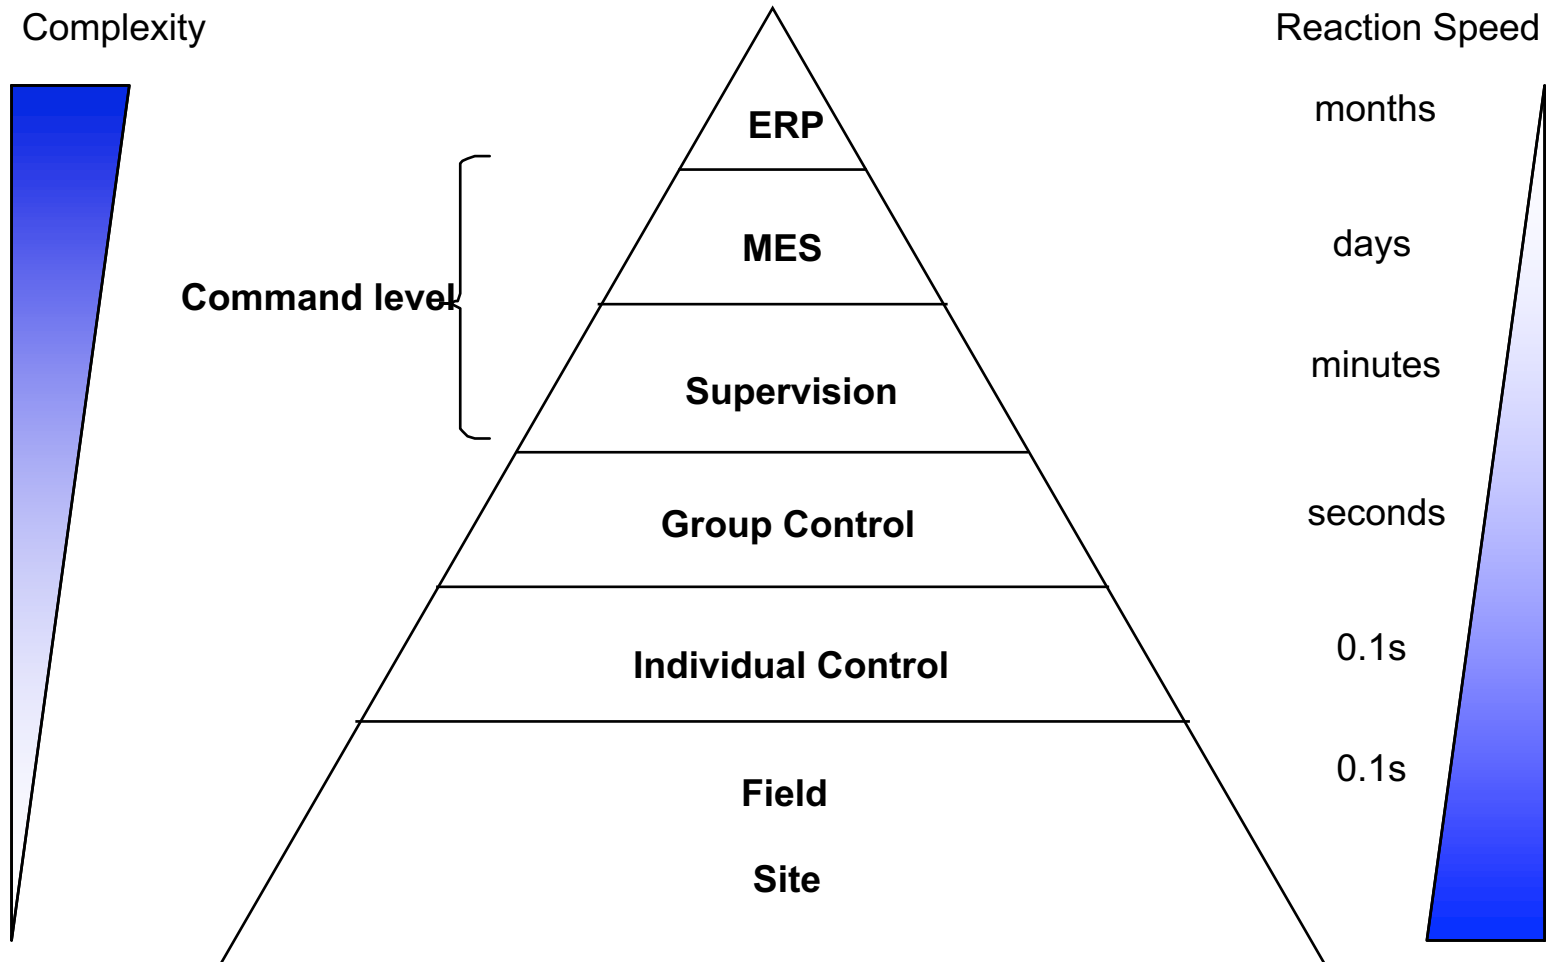 Complexity
Reaction Speed
ERP
months
MES
days
Command level
Supervision
minutes
Group Control
seconds
Individual Control
0.1s
Field
0.1s
Site